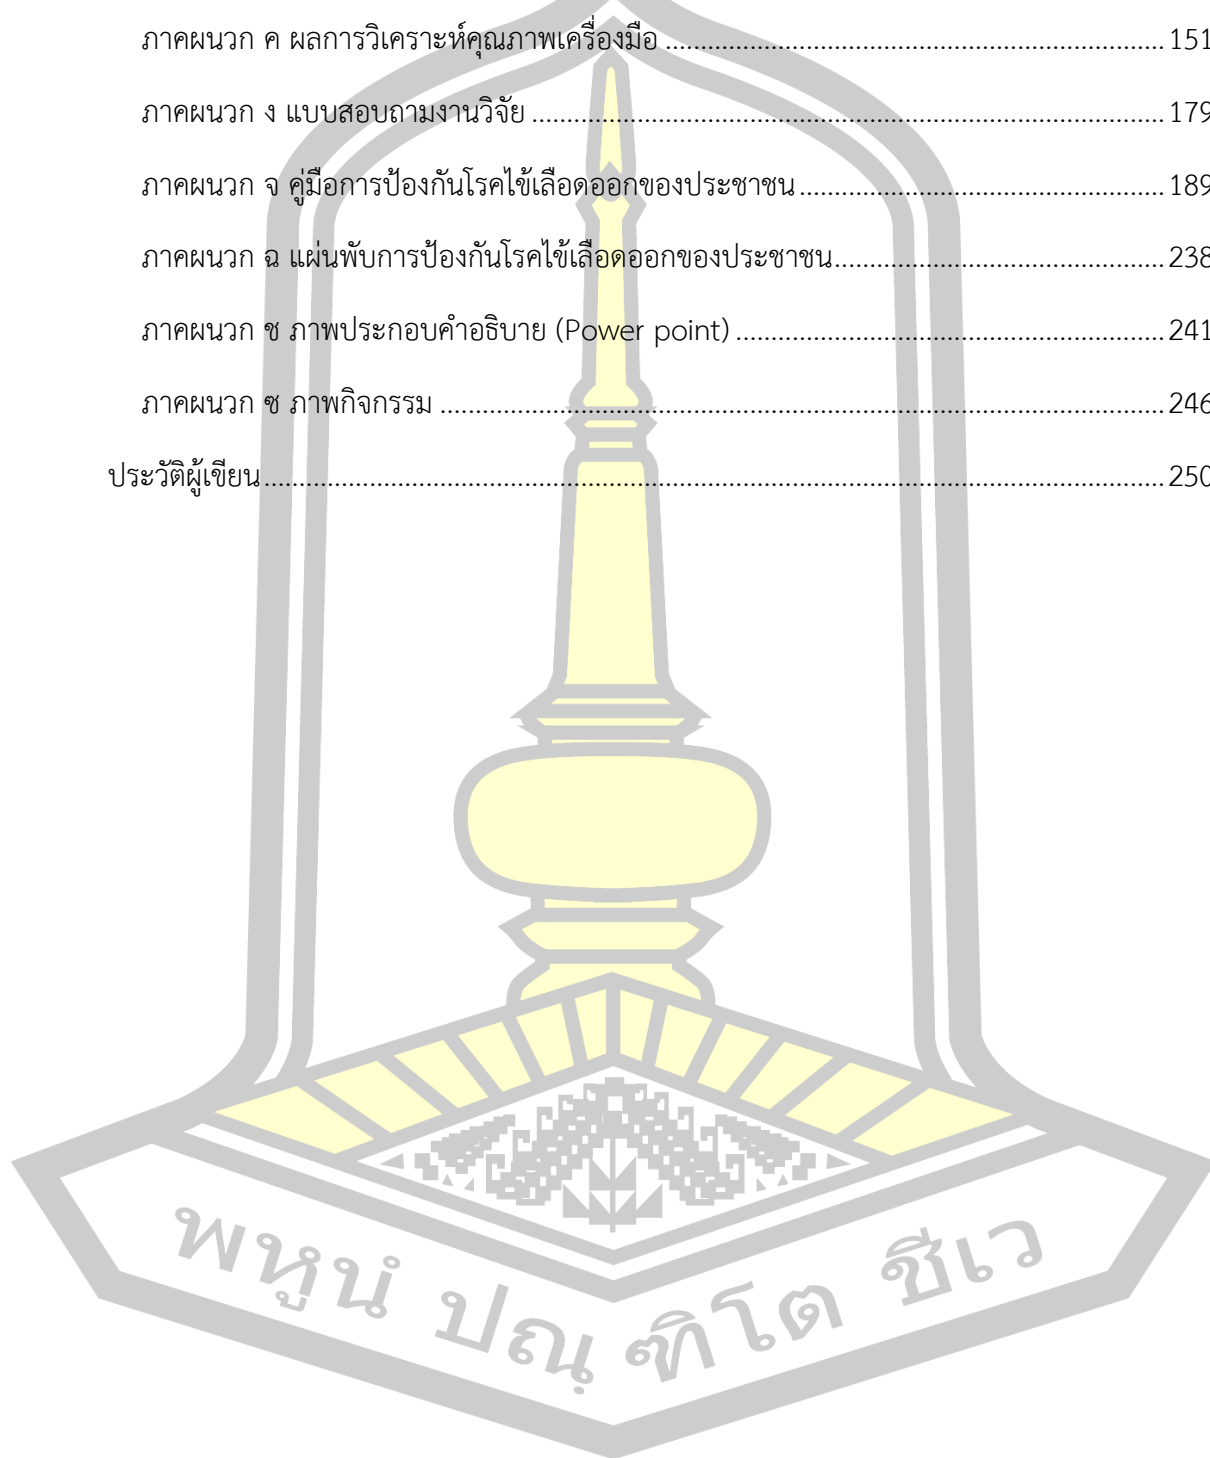 ภาคผนวก ค ผลการวิเคราะห์คุณภาพเครื่องมือ ........................................................................ 151
ภาคผนวก ง แบบสอบถามงานวิจัย ............................................................................................ 179
ภาคผนวก จ คู่มือการป้องกันโรคไข้เลือดออกของประชาชน .................................................... 189
ภาคผนวก ฉ แผ่นพับการป้องกันโรคไข้เลือดออกของประชาชน............................................... 238
ภาคผนวก ช ภาพประกอบคำอธิบาย (Power point) ............................................................. 241
ภาคผนวก ซ ภาพกิจกรรม ......................................................................................................... 246
ประวัติผู้เขียน................................................................................................................................. 250
พหูนํ ปณฺฑิโต ชีเว